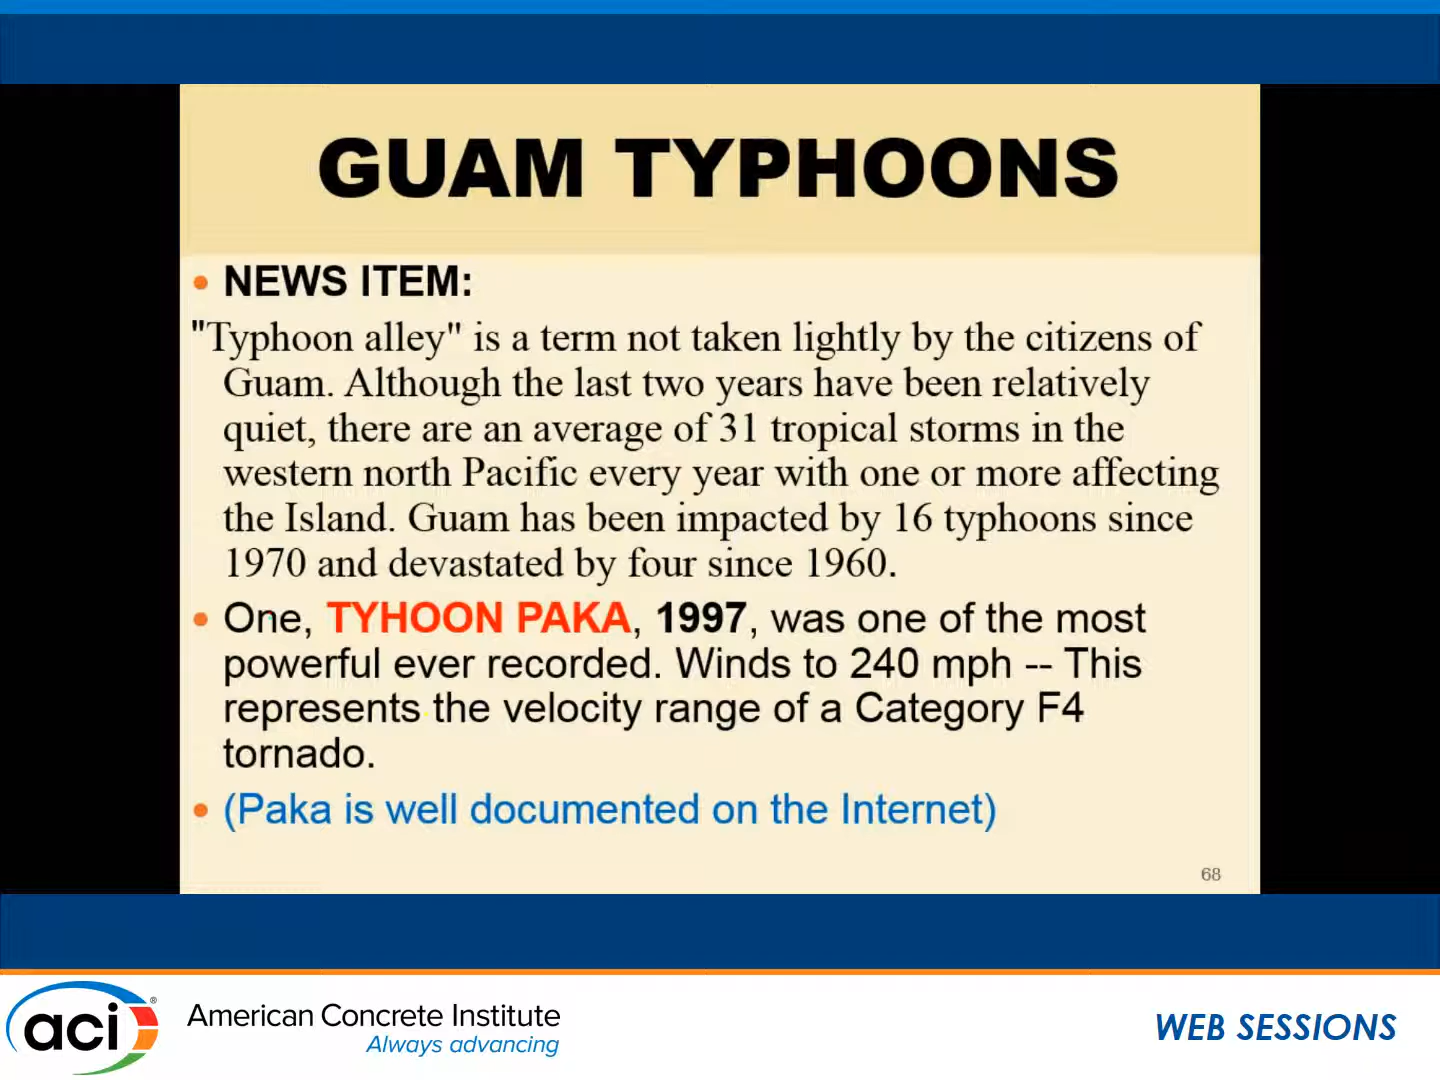 GUAM TYPHOONS
• NEWS ITEM:
"Typhoon alley" is a term not taken lightly by the citizens of
Guam. Although the last two years have been relatively
quiet, there are an average of 31 tropical storms in the
western north Pacific every year with one or more affecting
the Island. Guam has been impacted by 16 typhoons since
1970 and devastated by four since 1960.
• One, TYHOON PAKA, 1997, was one of the most
powerful ever recorded. Winds to 240 mph -- This
represents the velocity range of a Category F4
tornado.
• (Paka is well documented on the Internet)
68
aci®
American Concrete Institute
Always advancing
WEB SESSIONS